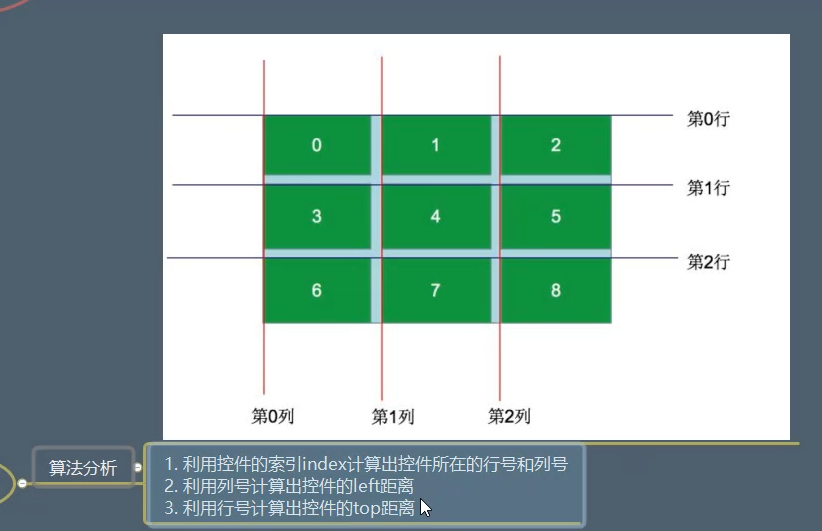 0 1 2 第0行
3 4 5 第1行
6 7 8 第2行
第0列 第1列 第2列
算法分析
1. 利用控件的索引index计算出控件所在的行号和列号
2. 利用列号计算出控件的left距离
3. 利用行号计算出控件的top距离